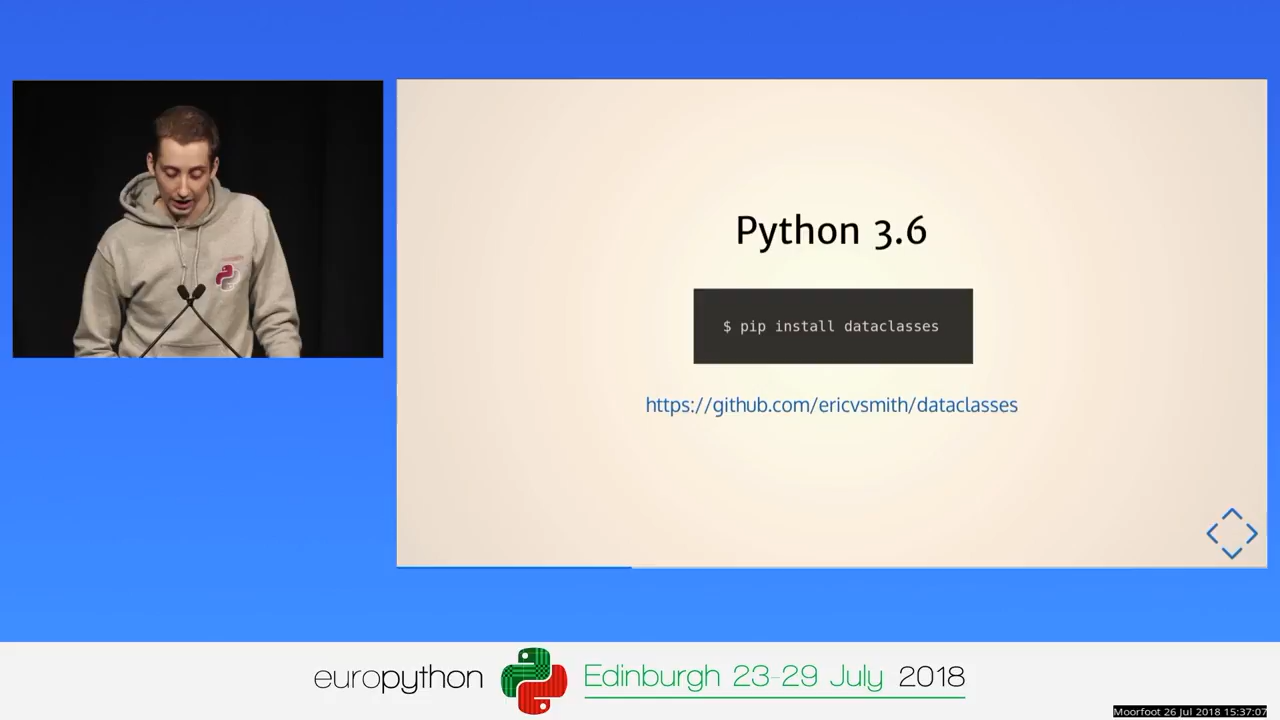 Python 3.6
$ pip install dataclasses
https://github.com/ericvsmith/dataclasses
europython Edinburgh 23-29 July 2018
Moorfoot 26 Jul 2018 15:37:07